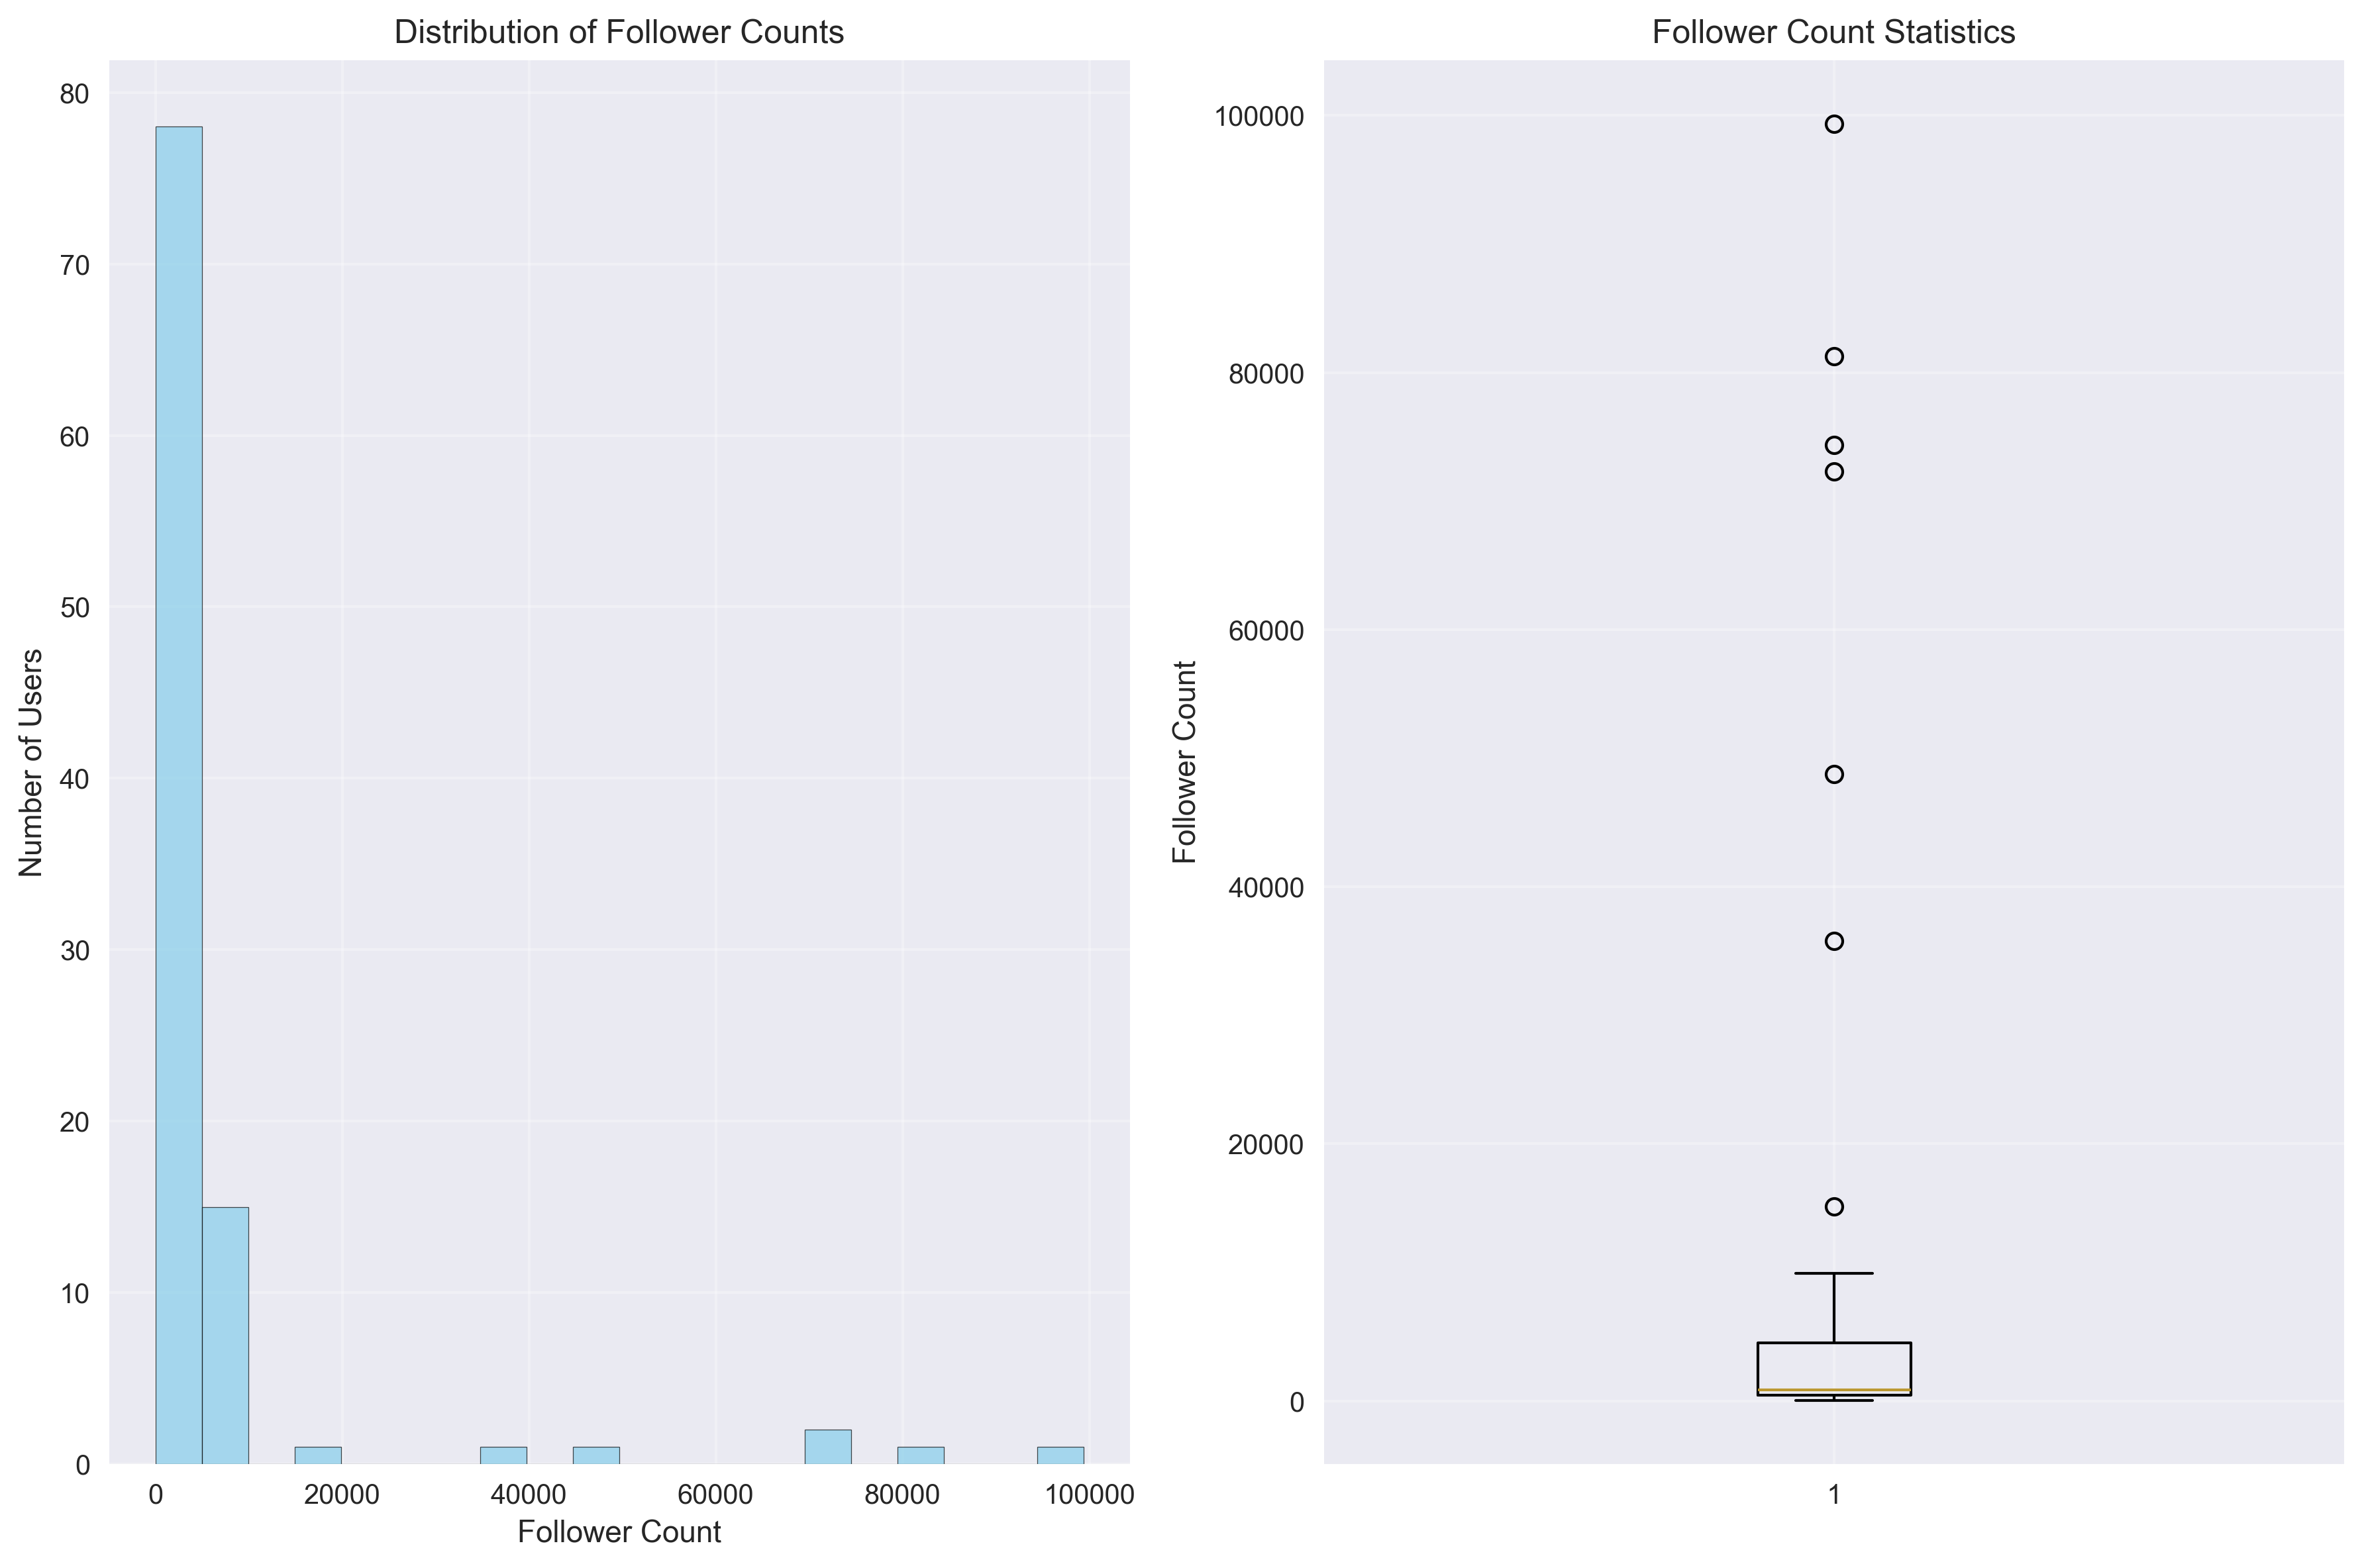 Distribution of Follower Counts
80
70
60
50
40
30
20
10
0
Number of Users
0 20000 40000 60000 80000 100000
Follower Count
Follower Count Statistics
100000
80000
60000
40000
20000
0
Follower Count
1